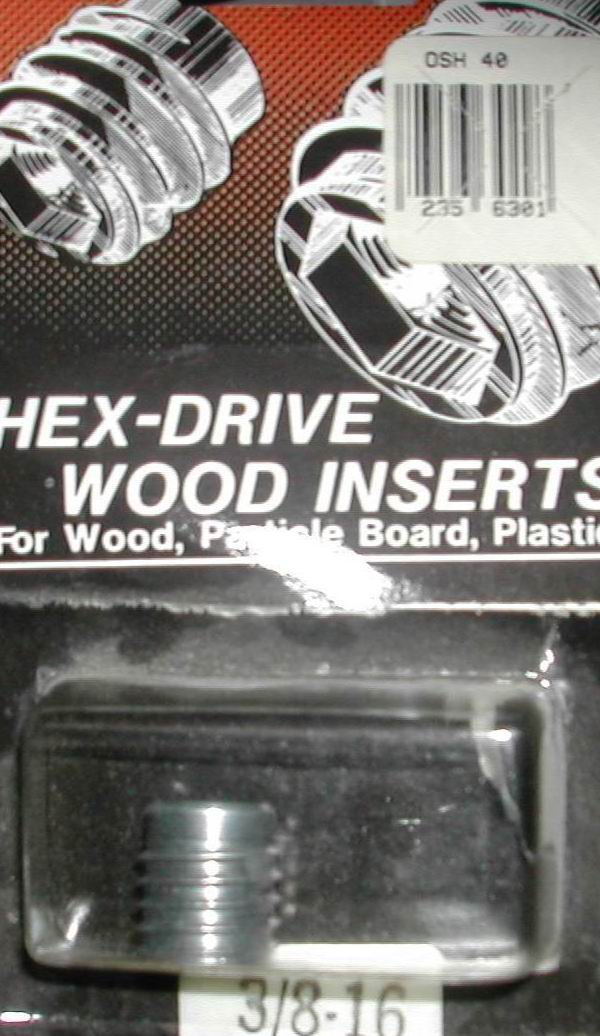 OSH 40
235 6301
HEX-DRIVE
WOOD INSERTS
For Wood, Particle Board, Plastic
3/8-16